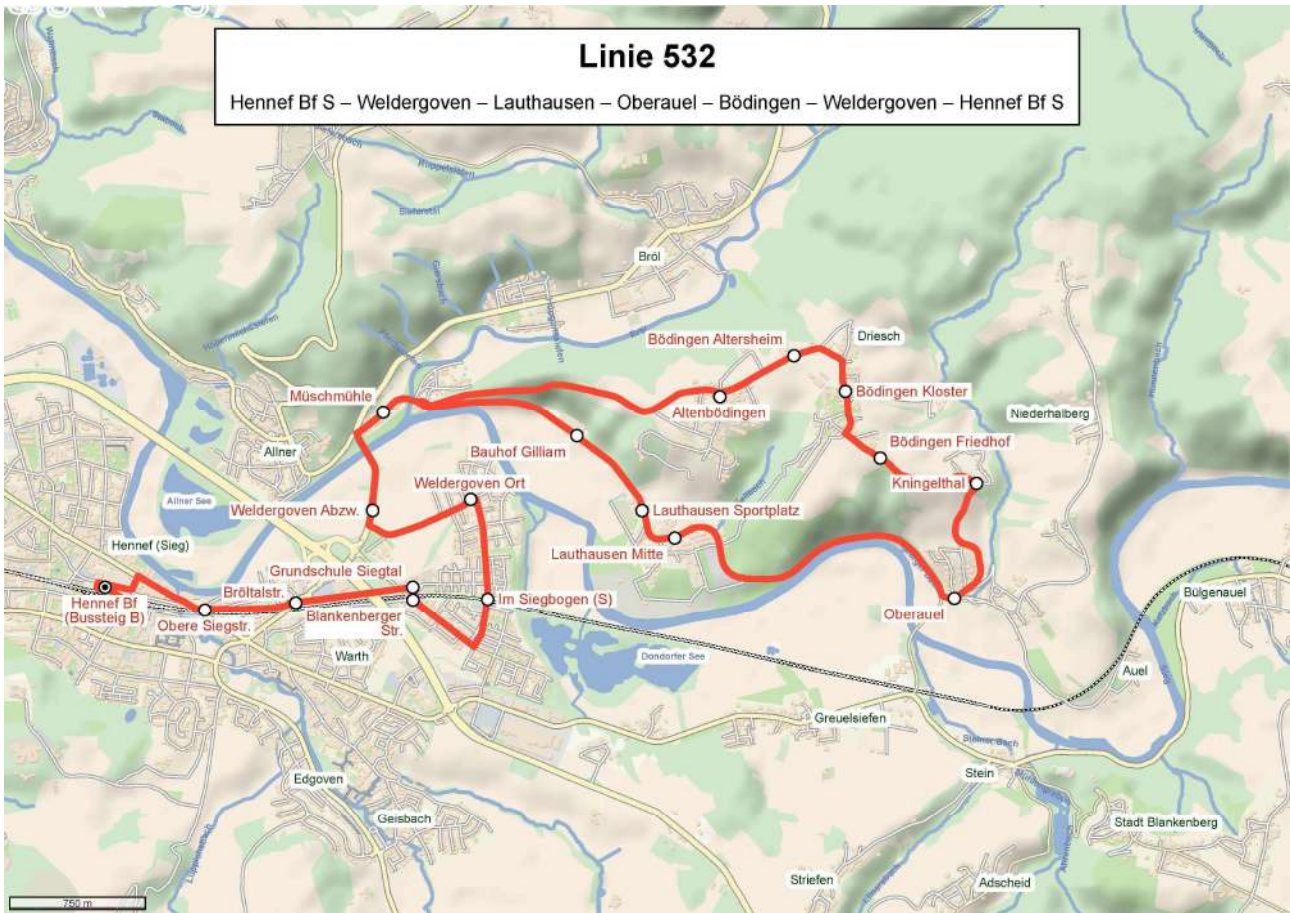 Linie 532
Hennef Bf S – Weldergoven – Lauthausen – Oberauel – Bödingen – Weldergoven – Hennef Bf S
Bröl
Driesch
Bödingen Altersheim
Müschmühle
Altenbödingen
Bödingen Kloster
Niederhalberg
Bödingen Friedhof
Allner
Bauhof Gilliam
Kningelthal
Weldergoven Ort
Allner See
Weldergoven Abzw.
Lauthausen Sportplatz
Hennef (Sieg)
Lauthausen Mitte
Grundschule Siegtal
Bröltalstr.
Hennef Bf
(Bussteig B)
Im Siegbogen (S)
Oberauel
Bülgenauel
Obere Siegstr.
Blankenberger
Str.
Warth
Dondorfer See
Auel
Sieg
Greuelsiefen
Steiner Bach
Edgoven
Stein
Geisbach
Stadt Blankenberg
Striefen
Adscheid
750 m